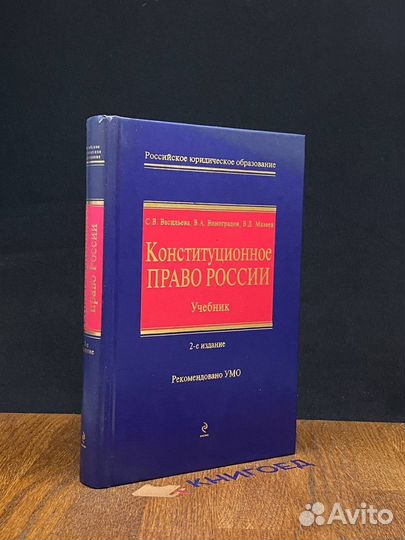 Российское юридическое образование
С.В. Васильева, В.А. Виноградов, В.Д. Мазаев
Конституционное
ПРАВО РОССИИ
Учебник
2-е издание
Рекомендовано УМО
ПРАВО РОССИИ
КНИГОЕД
Avito